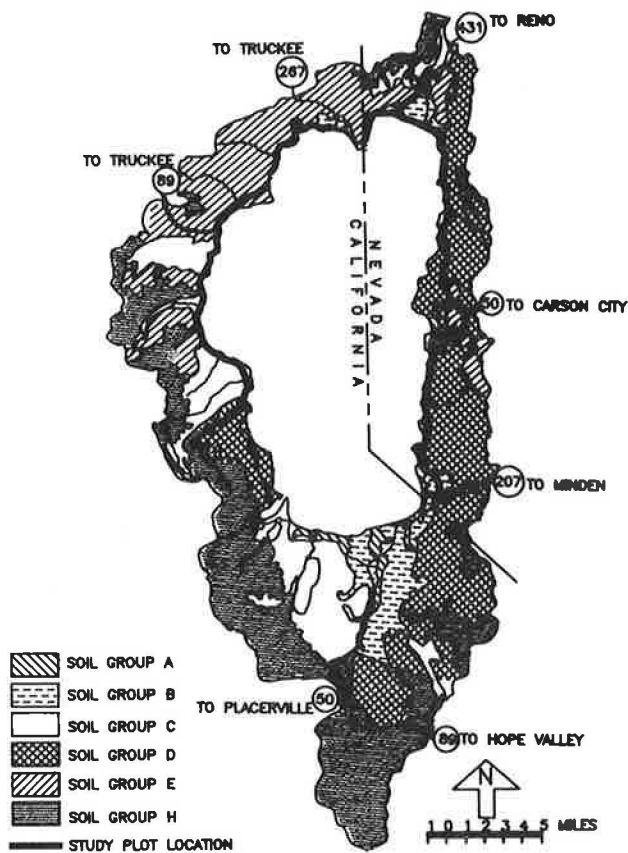 431 TO RENO
TO TRUCKEE
267
TO TRUCKEE
89
NEVADA
CALIFORNIA
50 TO CARSON CITY
207 TO MINDEN
TO PLACERVILLE 50
89 TO HOPE VALLEY
N
1 0 1 2 3 4 5 MILES
SOIL GROUP A
SOIL GROUP B
SOIL GROUP C
SOIL GROUP D
SOIL GROUP E
SOIL GROUP H
STUDY PLOT LOCATION